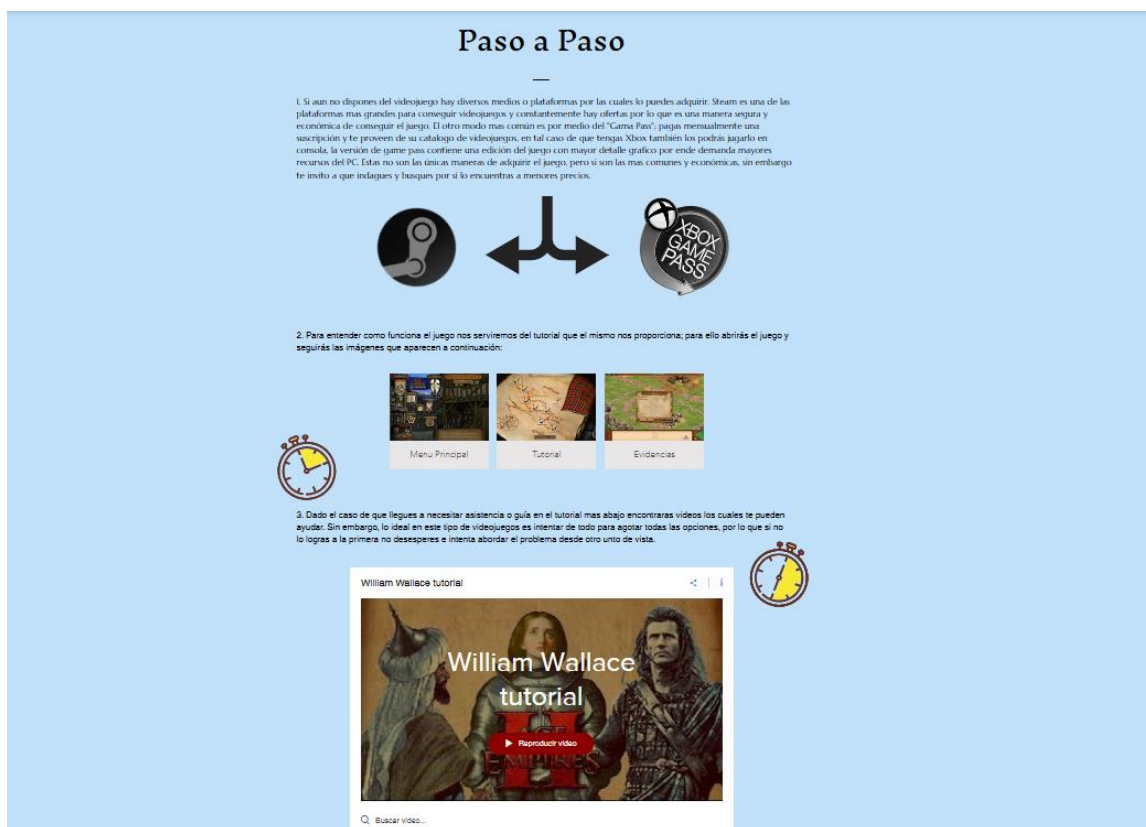 Paso a Paso
1. Si aun no dispones del videojuego hay diversos medios o plataformas por las cuales lo puedes adquirir. Steam es una de las
plataformas mas grandes para conseguir videojuegos y constantemente hay ofertas por lo que es una manera segura y
económica de conseguir el juego. El otro modo mas común es por medio del "Gama Pass"; pagas mensualmente una
suscripción y te proveen de su catalogo de videojuegos, en tal caso de que tengas Xbox también los podrás jugarlo en
consola, la versión de game pass contiene una edición del juego con mayor detalle grafico por ende demanda mayores
recursos del PC. Estas no son las únicas maneras de adquirir el juego, pero si son las mas comunes y económicas, sin embargo
te invito a que indagues y busques por si lo encuentras a menores precios.
XBOX
GAME
PASS
2. Para entender como funciona el juego nos serviremos del tutorial que el mismo nos proporciona; para ello abrirás el juego y
seguirás las imágenes que aparecen a continuación:
Menu Principal
Tutorial
Evidencias
3. Dado el caso de que llegues a necesitar asistencia o guía en el tutorial mas abajo encontraras videos los cuales te pueden
ayudar. Sin embargo, lo ideal en este tipo de videojuegos es intentar de todo para agotar todas las opciones, por lo que si no
lo logras a la primera no desesperes e intenta abordar el problema desde otro unto de vista.
William Wallace tutorial
William Wallace
tutorial
Reproducir video
AGE
EMPIRES
II
Buscar video...